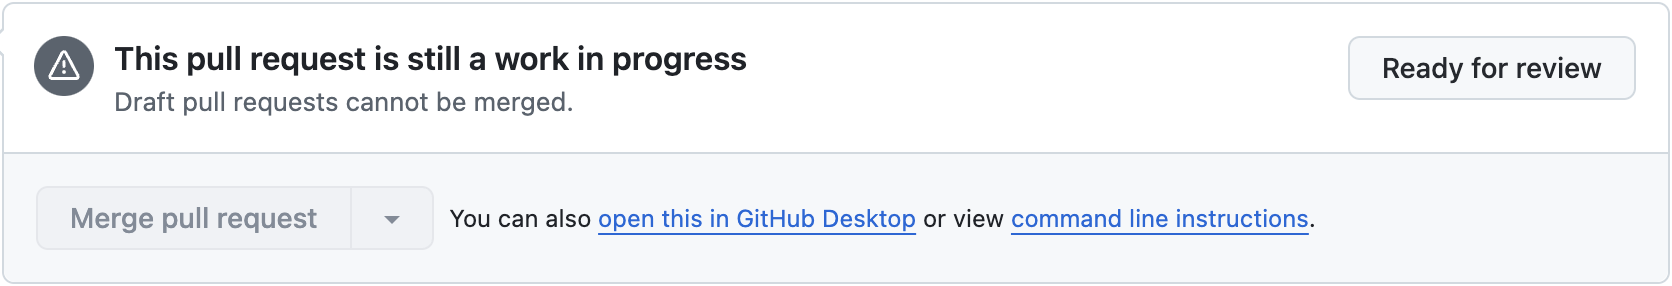 This pull request is still a work in progress
Draft pull requests cannot be merged.
Ready for review
Merge pull request
You can also open this in GitHub Desktop or view command line instructions.